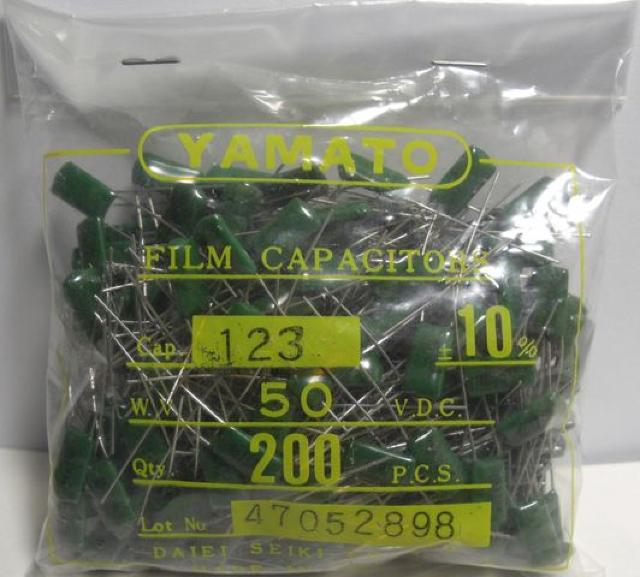 YAMATO
FILM CAPACITORS
Cap. 123 ± 10%
W.V. 50 V.D.C.
Qty. 200 P.C.S.
Lot No 47052898
DAIEI SEIKI